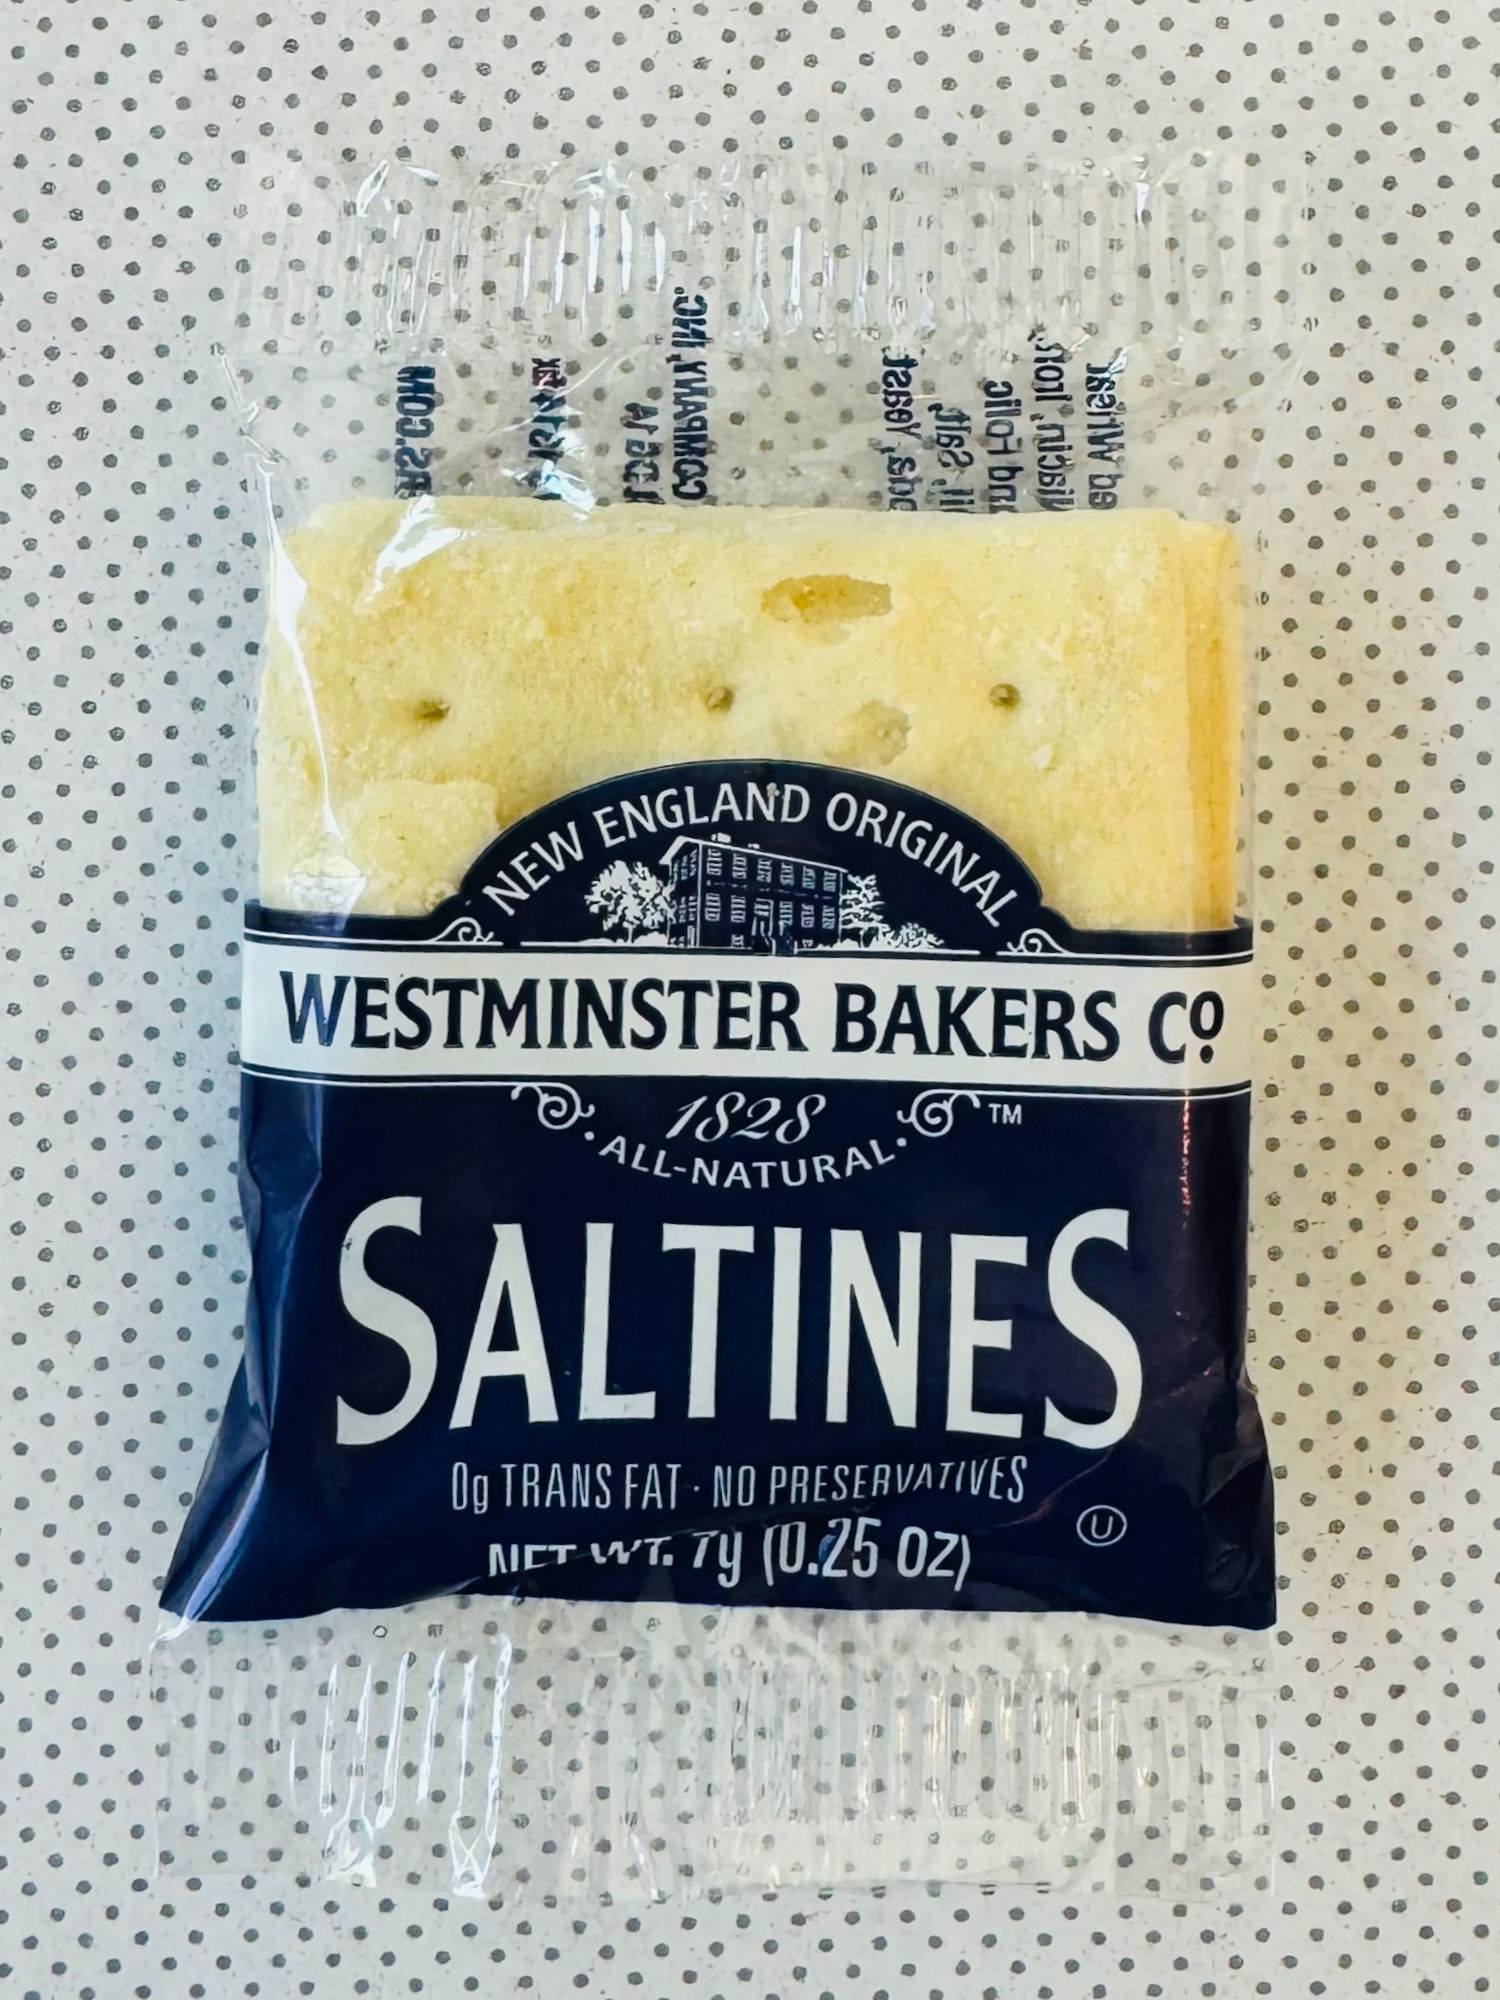 NEW ENGLAND ORIGINAL
WESTMINSTER BAKERS Cº
1828
TM
• ALL-NATURAL •
SALTINES
0g TRANS FAT · NO PRESERVATIVES
NET WT. 7g (0.25 OZ)
U